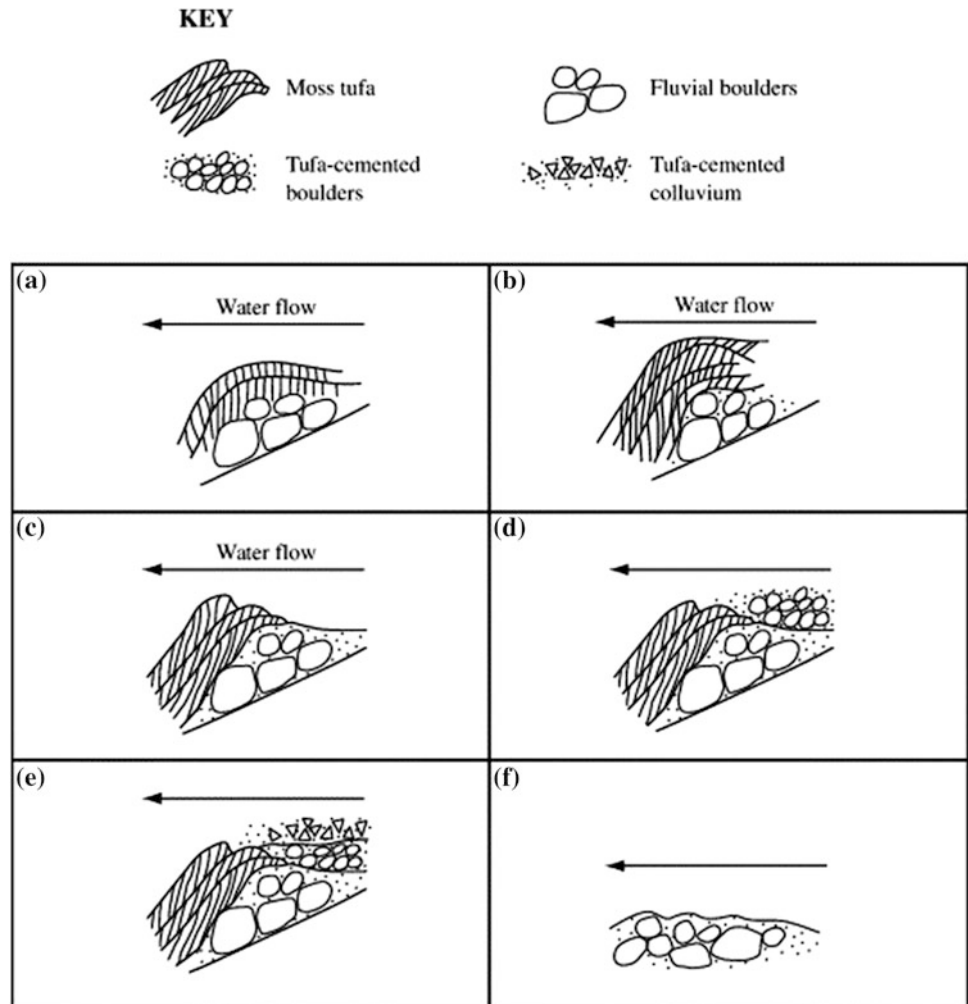 KEY
Moss tufa
Fluvial boulders
Tufa-cemented
boulders
Tufa-cemented
colluvium
(a)
Water flow
(b)
Water flow
(c)
Water flow
(d)
(e)
(f)